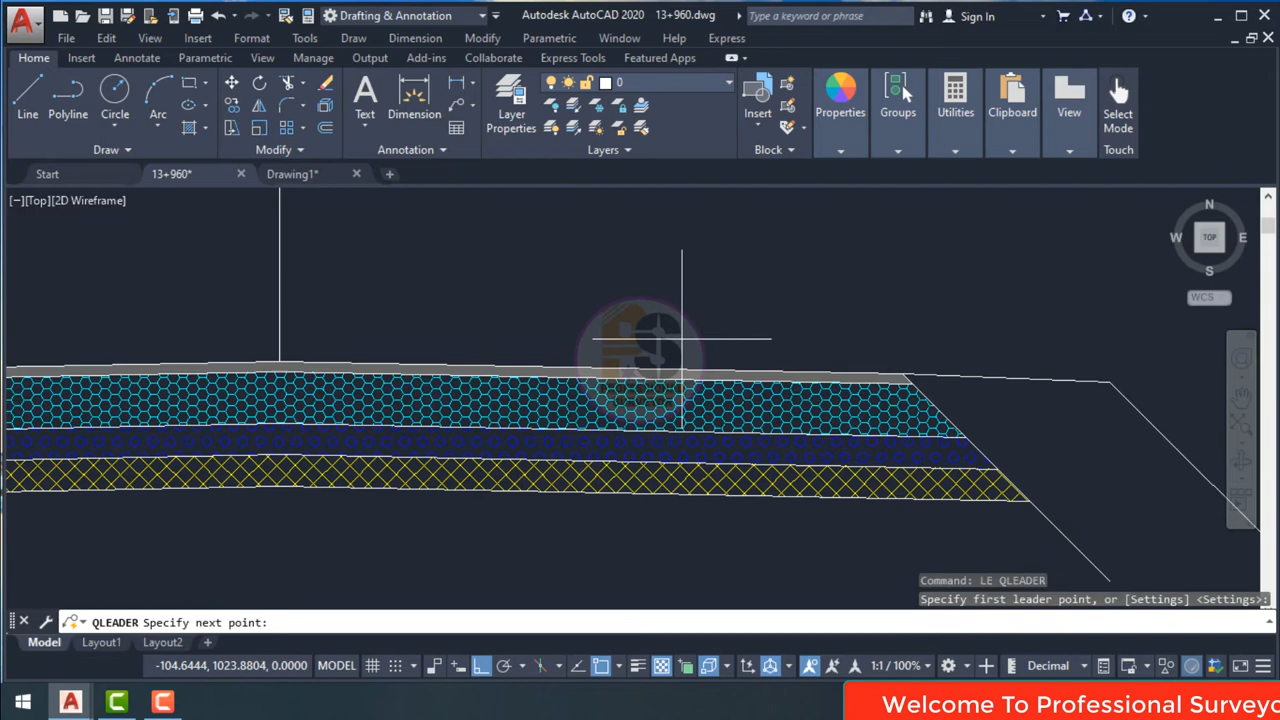 Drafting & Annotation
Autodesk AutoCAD 2020 13+960.dwg
Type a keyword or phrase
Sign In
File Edit View Insert Format Tools Draw Dimension Modify Parametric Window Help Express
Home Insert Annotate Parametric View Manage Output Add-ins Collaborate Express Tools Featured Apps
0
Line Polyline Circle Arc Text Dimension Layer Properties Insert Properties Groups Utilities Clipboard View Select Mode
Draw Modify Annotation Layers Block Touch
Start 13+960* Drawing1*
[−][Top][2D Wireframe]
N
W TOP E
S
WCS
Command: LE QLEADER
Specify first leader point, or [Settings] <Settings>:
QLEADER Specify next point:
Model Layout1 Layout2 +
-104.6444, 1023.8804, 0.0000 MODEL 1:1 / 100% Decimal
Welcome To Professional Surveyo